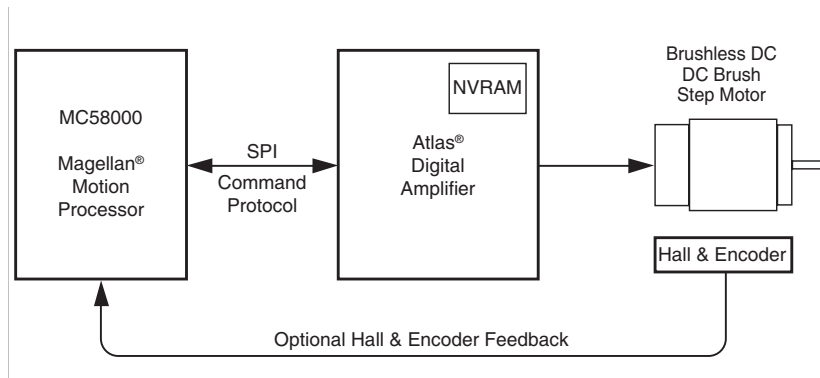 MC58000
Magellan®
Motion
Processor
SPI
Command
Protocol
NVRAM
Atlas®
Digital
Amplifier
Brushless DC
DC Brush
Step Motor
Hall & Encoder
Optional Hall & Encoder Feedback